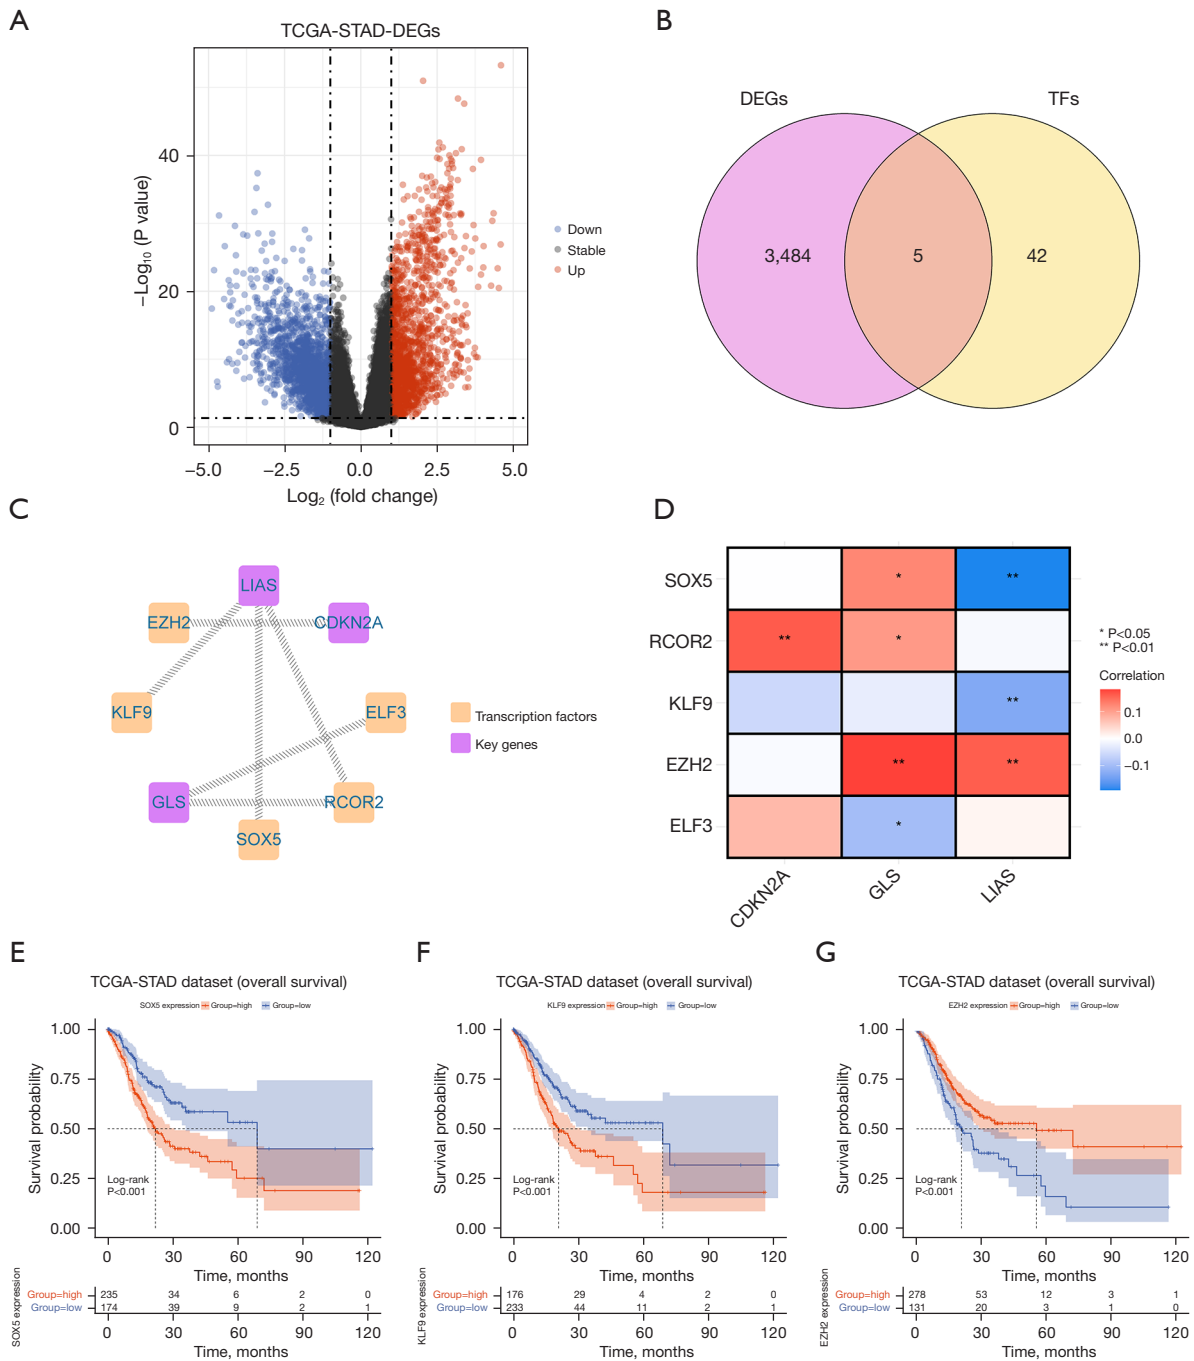 A
TCGA-STAD-DEGs
−Log10 (P value)
40
20
0
−5.0 −2.5 0.0 2.5 5.0
Log2 (fold change)
Down
Stable
Up
B
DEGs TFs
3,484 5 42
C
LIAS
EZH2 CDKN2A
KLF9 ELF3
GLS RCOR2
SOX5
Transcription factors
Key genes
D
SOX5 * **
RCOR2 ** *
KLF9 **
EZH2 ** **
ELF3 *
CDKN2A GLS LIAS
* P<0.05
** P<0.01
Correlation
0.1
0.0
−0.1
E
TCGA-STAD dataset (overall survival)
SOX5 expression Group=high Group=low
Survival probability
1.00
0.75
0.50
0.25
0.00
Log-rank
P<0.001
0 30 60 90 120
Time, months
SOX5 expression
Group=high 235 34 6 2 0
Group=low 174 39 9 2 1
0 30 60 90 120
Time, months
F
TCGA-STAD dataset (overall survival)
KLF9 expression Group=high Group=low
Survival probability
1.00
0.75
0.50
0.25
0.00
Log-rank
P<0.001
0 30 60 90 120
Time, months
KLF9 expression
Group=high 176 29 4 2 0
Group=low 233 44 11 2 1
0 30 60 90 120
Time, months
G
TCGA-STAD dataset (overall survival)
EZH2 expression Group=high Group=low
Survival probability
1.00
0.75
0.50
0.25
0.00
Log-rank
P<0.001
0 30 60 90 120
Time, months
EZH2 expression
Group=high 278 53 12 3 1
Group=low 131 20 3 1 0
0 30 60 90 120
Time, months